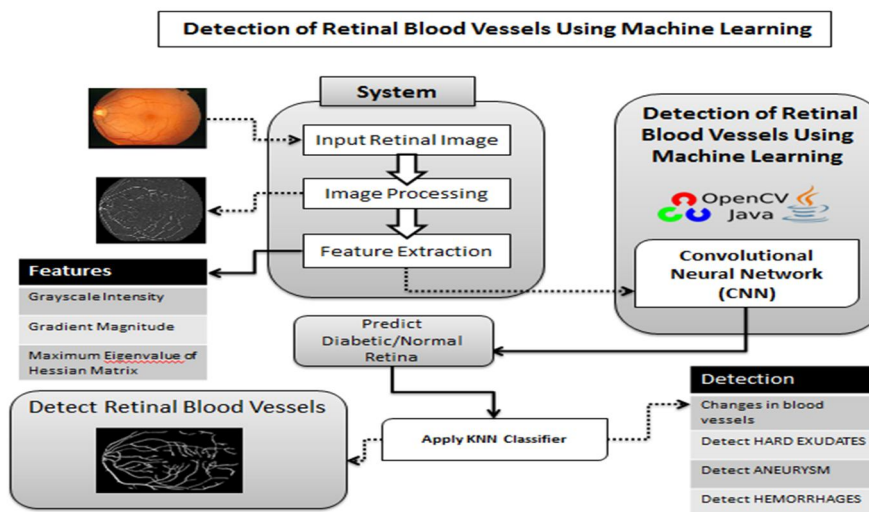 Detection of Retinal Blood Vessels Using Machine Learning
System
Input Retinal Image
Image Processing
Feature Extraction
Detection of Retinal
Blood Vessels Using
Machine Learning
OpenCV
Java
Convolutional
Neural Network
(CNN)
Features
Grayscale Intensity
Gradient Magnitude
Maximum Eigenvalue of
Hessian Matrix
Predict
Diabetic/Normal
Retina
Detect Retinal Blood Vessels
Apply KNN Classifier
Detection
Changes in blood
vessels
Detect HARD EXUDATES
Detect ANEURYSM
Detect HEMORRHAGES